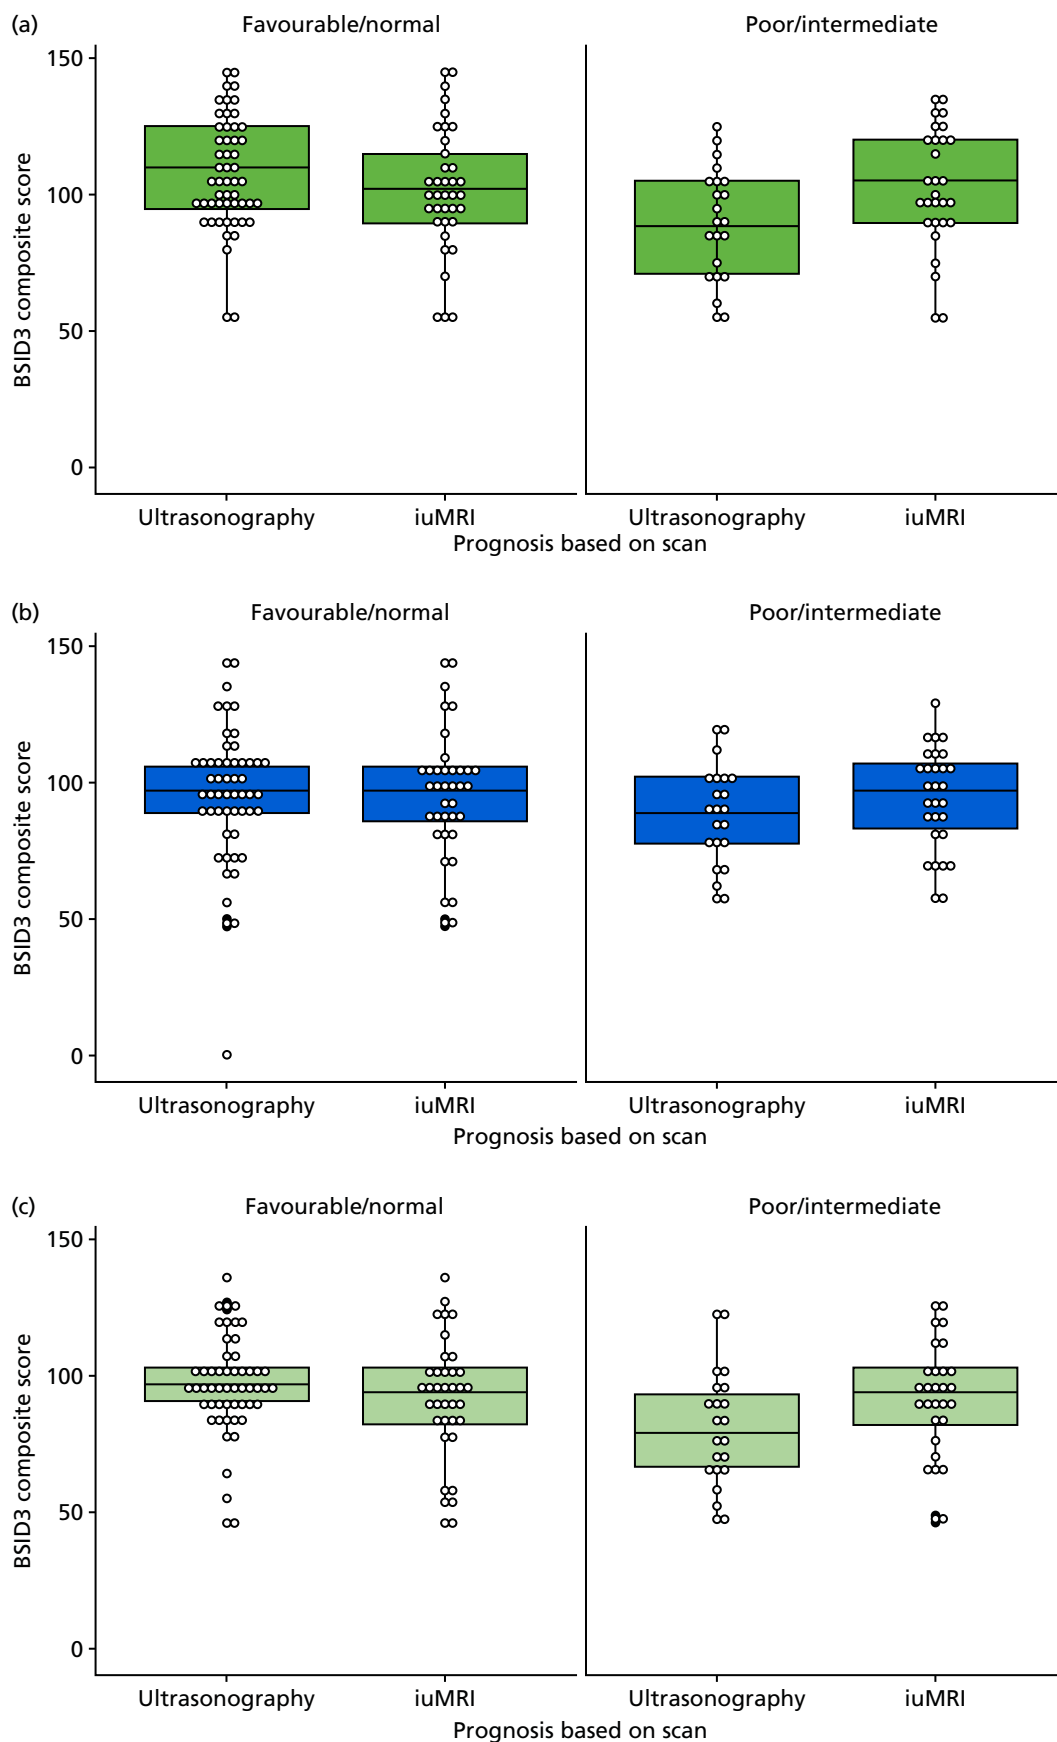 (a)
Favourable/normal
Poor/intermediate
150
100
50
0
BSID3 composite score
Ultrasonography
iuMRI
Ultrasonography
iuMRI
Prognosis based on scan
(b)
Favourable/normal
Poor/intermediate
150
100
50
0
BSID3 composite score
Ultrasonography
iuMRI
Ultrasonography
iuMRI
Prognosis based on scan
(c)
Favourable/normal
Poor/intermediate
150
100
50
0
BSID3 composite score
Ultrasonography
iuMRI
Ultrasonography
iuMRI
Prognosis based on scan